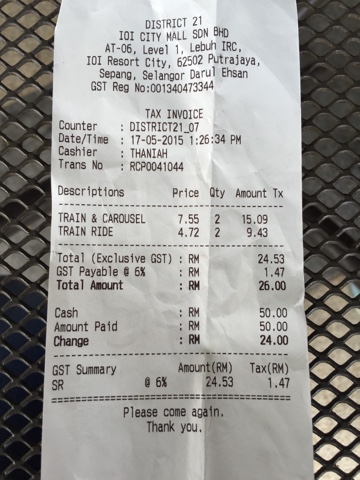 DISTRICT 21
IOI CITY MALL SDN BHD
AT-06, Level 1, Lebuh IRC,
IOI Resort City, 62502 Putrajaya,
Sepang, Selangor Darul Ehsan
GST Reg No:001340473344
TAX INVOICE
Counter : DISTRICT21_07
Date/Time : 17-05-2015 1:26:34 PM
Cashier : THANIAH
Trans No : RCP0041044
Descriptions Price Qty Amount Tx
TRAIN & CAROUSEL 7.55 2 15.09
TRAIN RIDE 4.72 2 9.43
Total (Exclusive GST) : RM 24.53
GST Payable @ 6% : RM 1.47
Total Amount : RM 26.00
Cash : RM 50.00
Amount Paid : RM 50.00
Change : RM 24.00
GST Summary Amount(RM) Tax(RM)
SR @ 6% 24.53 1.47
Please come again.
Thank you.